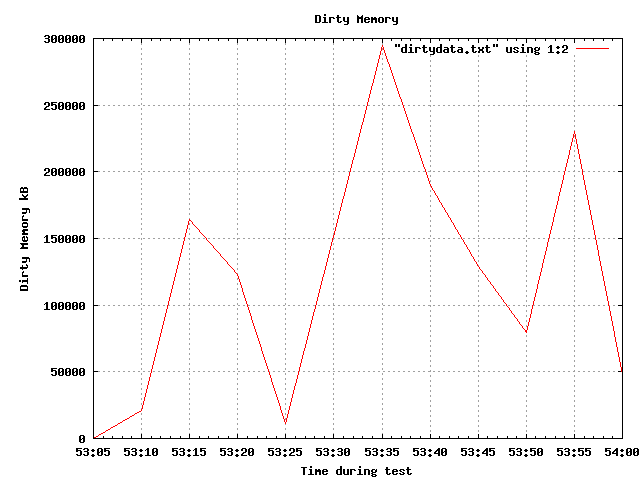 Dirty Memory
300000
"dirtydata.txt" using 1:2
250000
200000
150000
100000
50000
0
Dirty Memory kB
53:05 53:10 53:15 53:20 53:25 53:30 53:35 53:40 53:45 53:50 53:55 54:00
Time during test